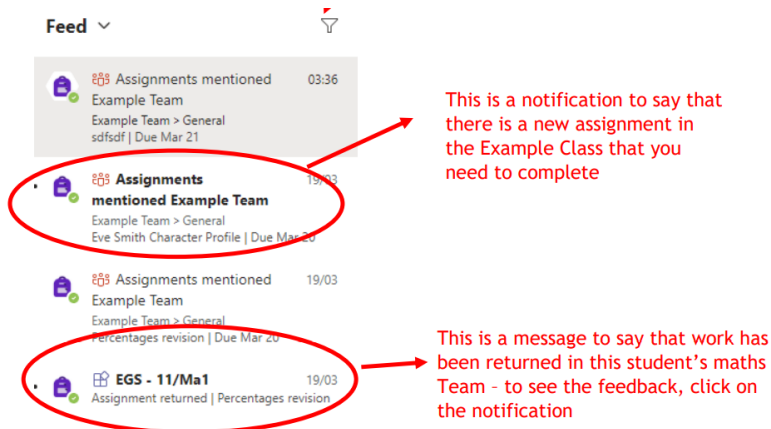 Feed
Assignments mentioned 03:36
Example Team
Example Team > General
sdfsdf | Due Mar 21
Assignments 19/03
mentioned Example Team
Example Team > General
Eve Smith Character Profile | Due Mar 20
Assignments mentioned 19/03
Example Team
Example Team > General
Percentages revision | Due Mar 20
EGS - 11/Ma1 19/03
Assignment returned | Percentages revision
This is a notification to say that
there is a new assignment in
the Example Class that you
need to complete
This is a message to say that work has
been returned in this student’s maths
Team – to see the feedback, click on
the notification